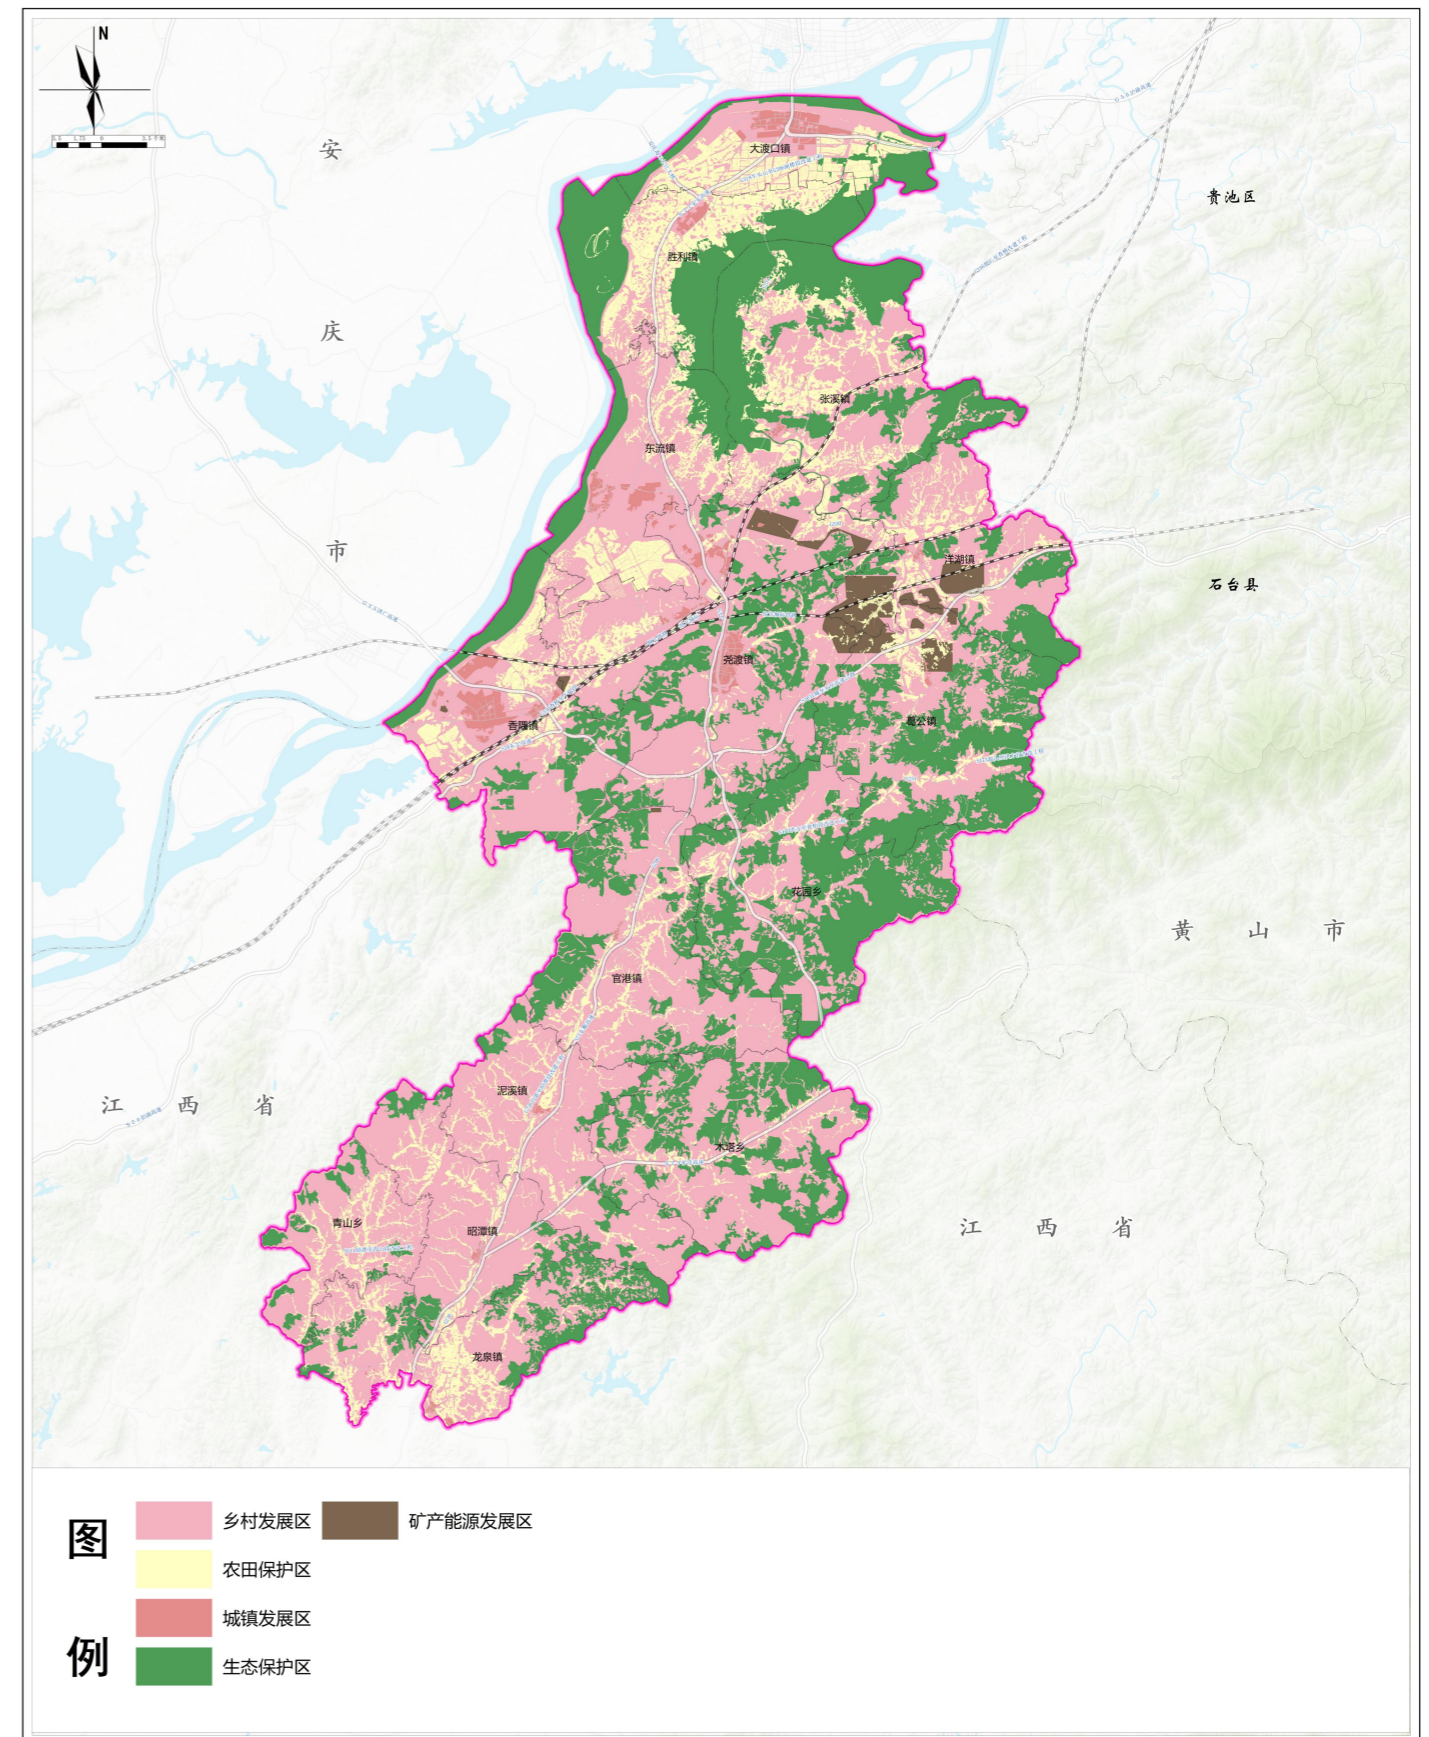 N
安
大渡口镇
贵池区
胜利镇
庆
张溪镇
东流镇
市
洋湖镇
石台县
尧渡镇
香隅镇
葛公镇
花园乡
黄 山 市
官港镇
泥溪镇
江 西 省
木塔乡
青山乡
昭潭镇
江 西 省
龙泉镇
图例
乡村发展区
矿产能源发展区
农田保护区
城镇发展区
生态保护区